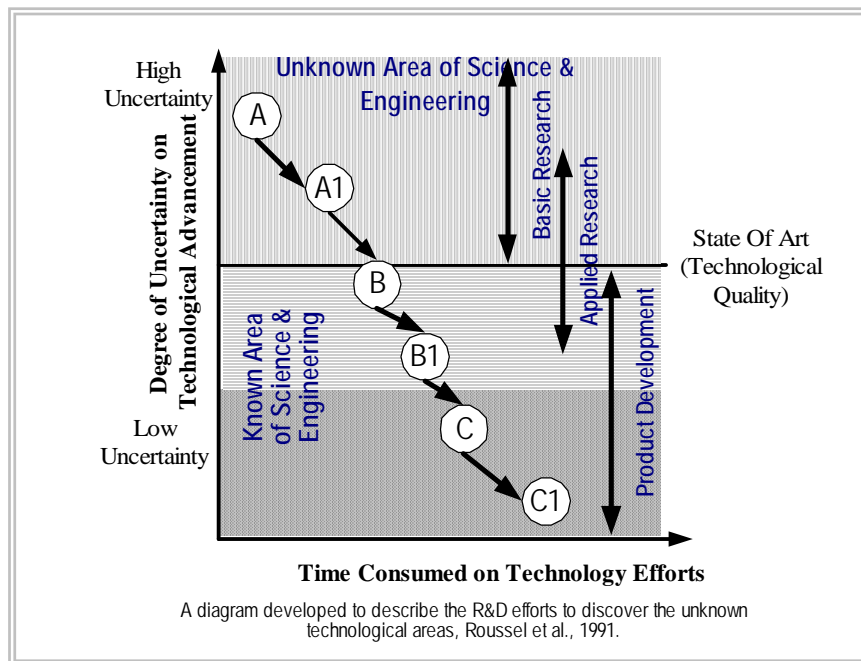 High
Uncertainty
Degree of Uncertainty on
Technological Advancement
Low
Uncertainty
Unknown Area of Science &
Engineering
A
A1
B
B1
C
C1
Known Area
of Science &
Engineering
Basic Research
Applied Research
Product Development
State Of Art
(Technological
Quality)
Time Consumed on Technology Efforts
A diagram developed to describe the R&D efforts to discover the unknown
technological areas, Roussel et al., 1991.